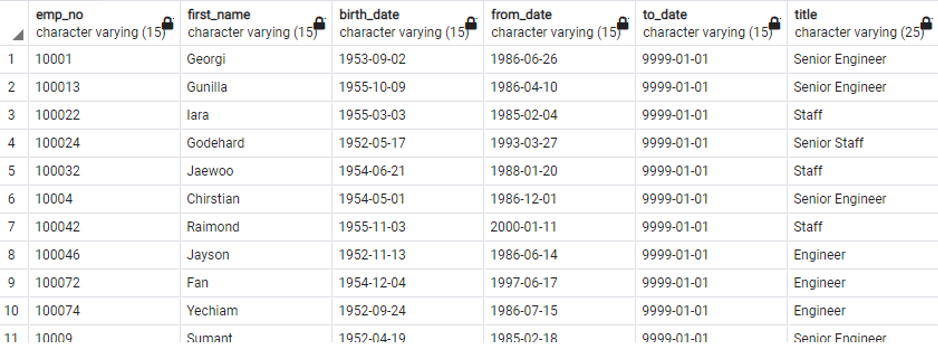 emp_no first_name birth_date from_date to_date title
character varying (15) character varying (15) character varying (15) character varying (15) character varying (15) character varying (25)
1 10001 Georgi 1953-09-02 1986-06-26 9999-01-01 Senior Engineer
2 100013 Gunilla 1955-10-09 1986-04-10 9999-01-01 Senior Engineer
3 100022 Iara 1955-03-03 1985-02-04 9999-01-01 Staff
4 100024 Godehard 1952-05-17 1993-03-27 9999-01-01 Senior Staff
5 100032 Jaewoo 1954-06-21 1988-01-20 9999-01-01 Staff
6 10004 Chirstian 1954-05-01 1986-12-01 9999-01-01 Senior Engineer
7 100042 Raimond 1955-11-03 2000-01-11 9999-01-01 Staff
8 100046 Jayson 1952-11-13 1986-06-14 9999-01-01 Engineer
9 100072 Fan 1954-12-04 1997-06-17 9999-01-01 Engineer
10 100074 Yechiam 1952-09-24 1986-07-15 9999-01-01 Engineer
11 10009 Sumant 1952-04-19 1985-02-18 9999-01-01 Senior Engineer